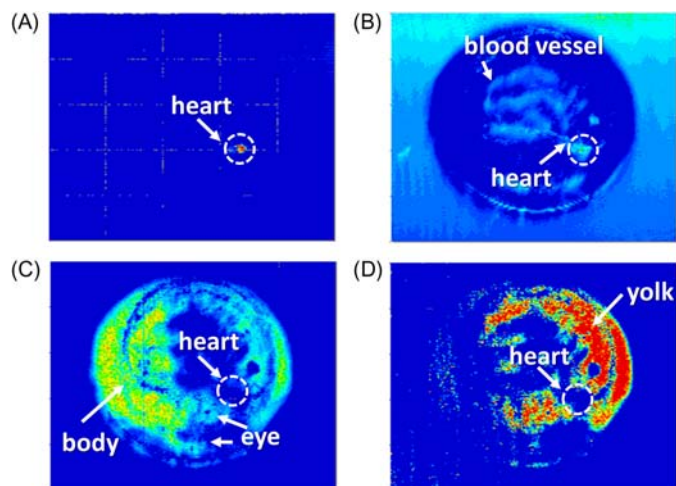 (A)
heart
(B)
blood vessel
heart
(C)
heart
body
eye
(D)
yolk
heart